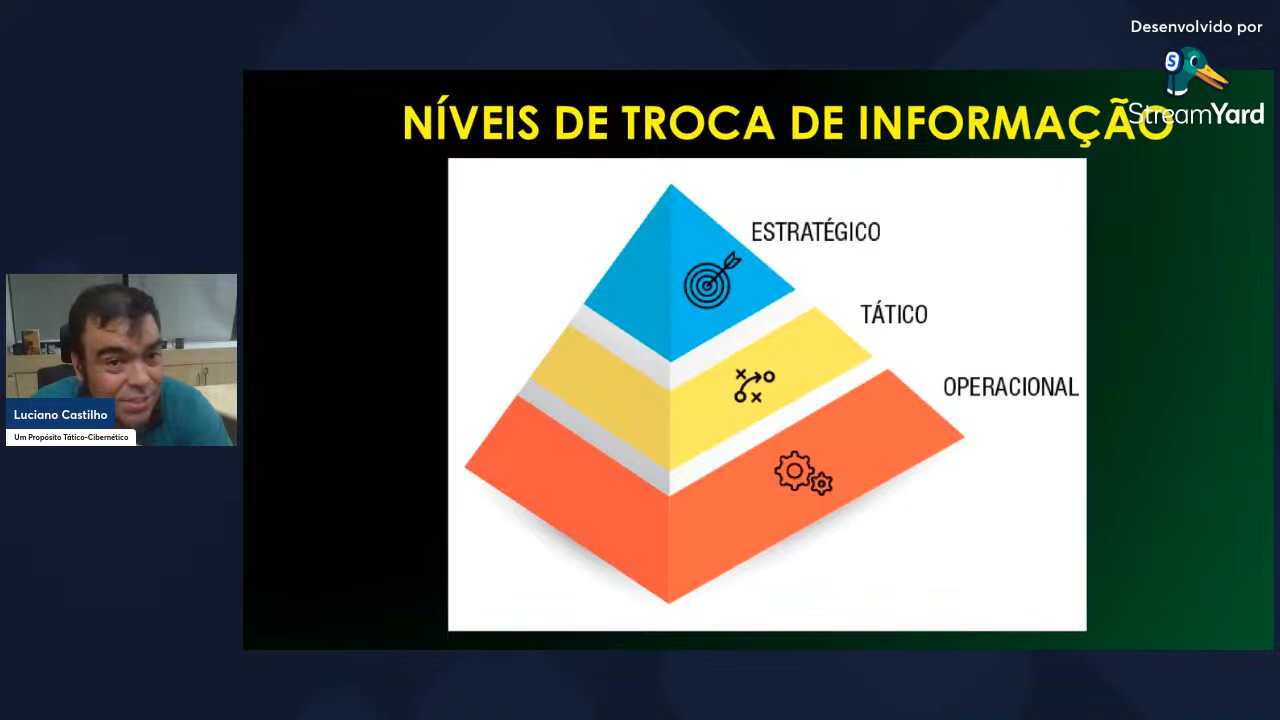 Desenvolvido por
StreamYard
NÍVEIS DE TROCA DE INFORMAÇÃO
ESTRATÉGICO
TÁTICO
OPERACIONAL
Luciano Castilho
Um Propósito Tático-Cibernético